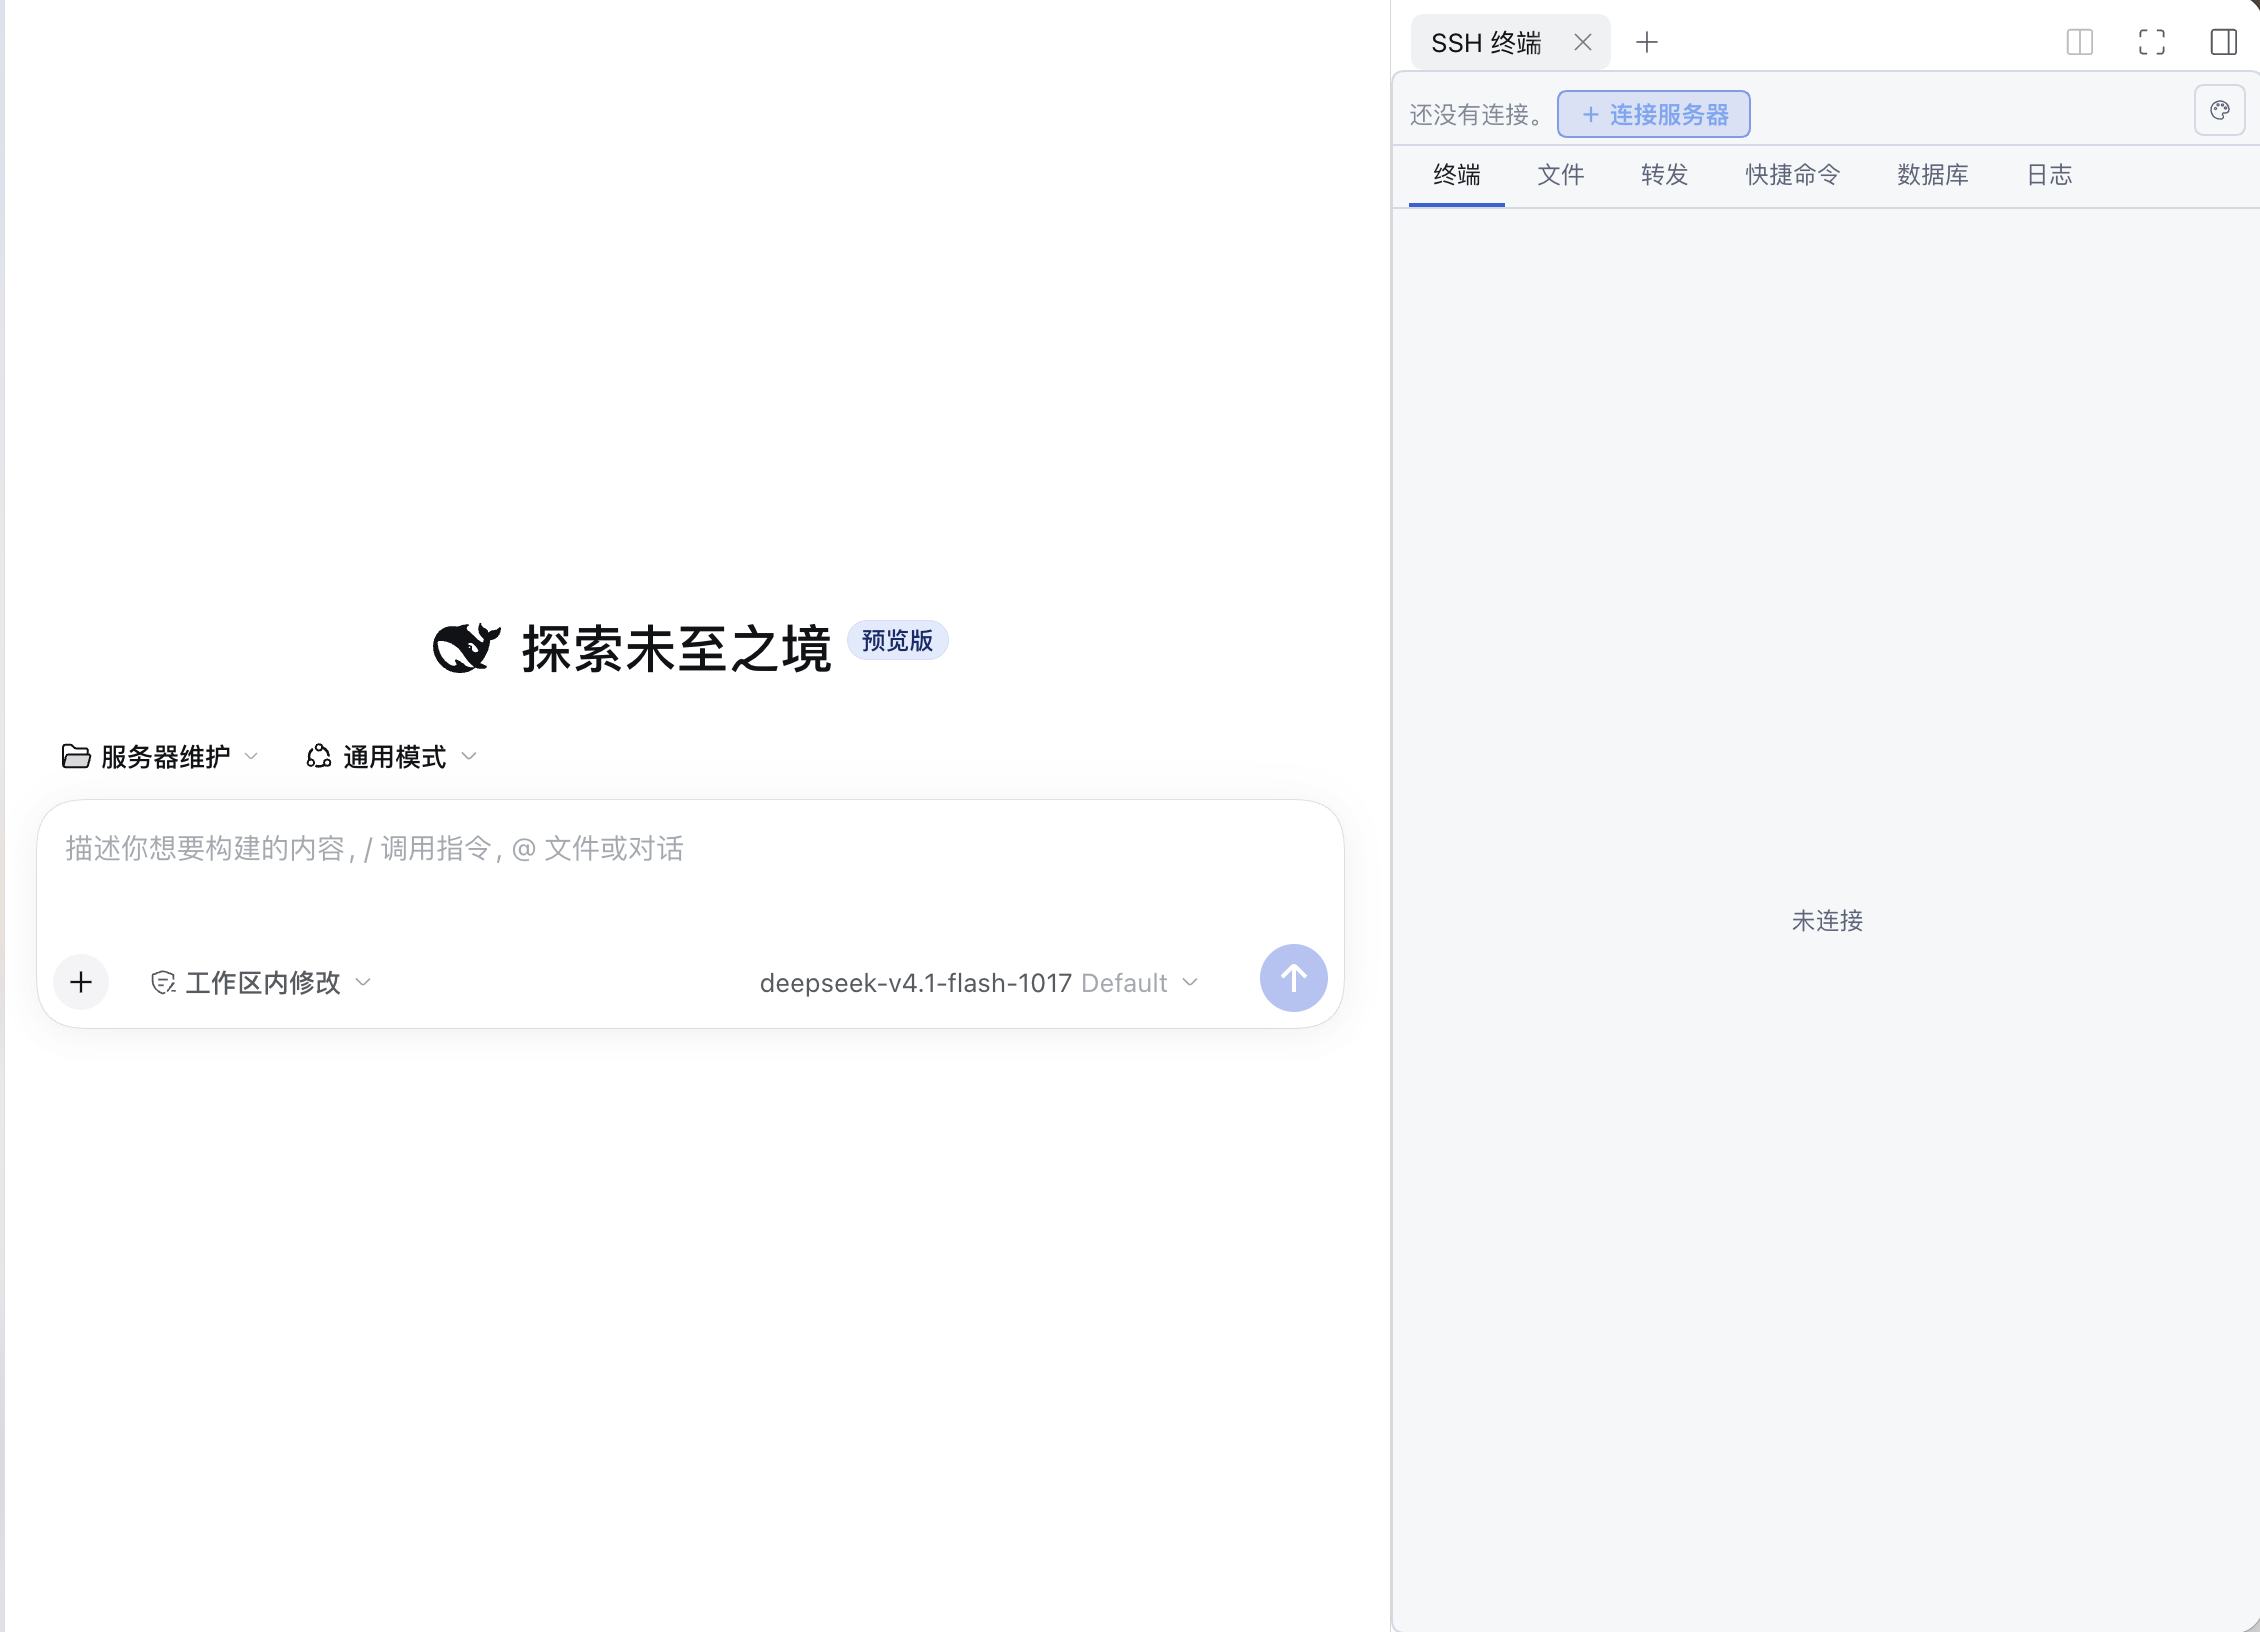 SSH 终端
还没有连接。
+ 连接服务器
终端 文件 转发 快捷命令 数据库 日志
未连接
探索未至之境 预览版
服务器维护 通用模式
描述你想要构建的内容, / 调用指令, @ 文件或对话
工作区内修改 deepseek-v4.1-flash-1017 Default